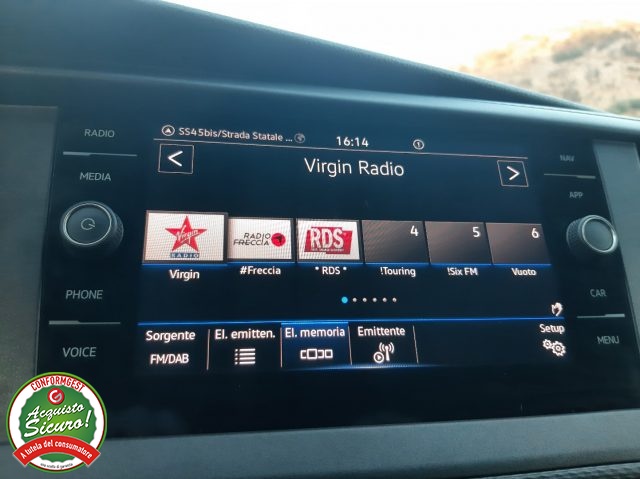 RADIO
MEDIA
PHONE
VOICE
SS45bis/Strada Statale ...
16:14
1
Virgin Radio
Virgin
RADIO
RADIO
FRECCIA
RDS
4
5
6
Virgin
#Freccia
* RDS *
!Touring
!Six FM
Vuoto
Sorgente
FM/DAB
El. emitten.
El. memoria
Emittente
Setup
NAV
APP
CAR
MENU
CONFORMGEST
Acquisto
Sicuro!
A tutela del consumatore